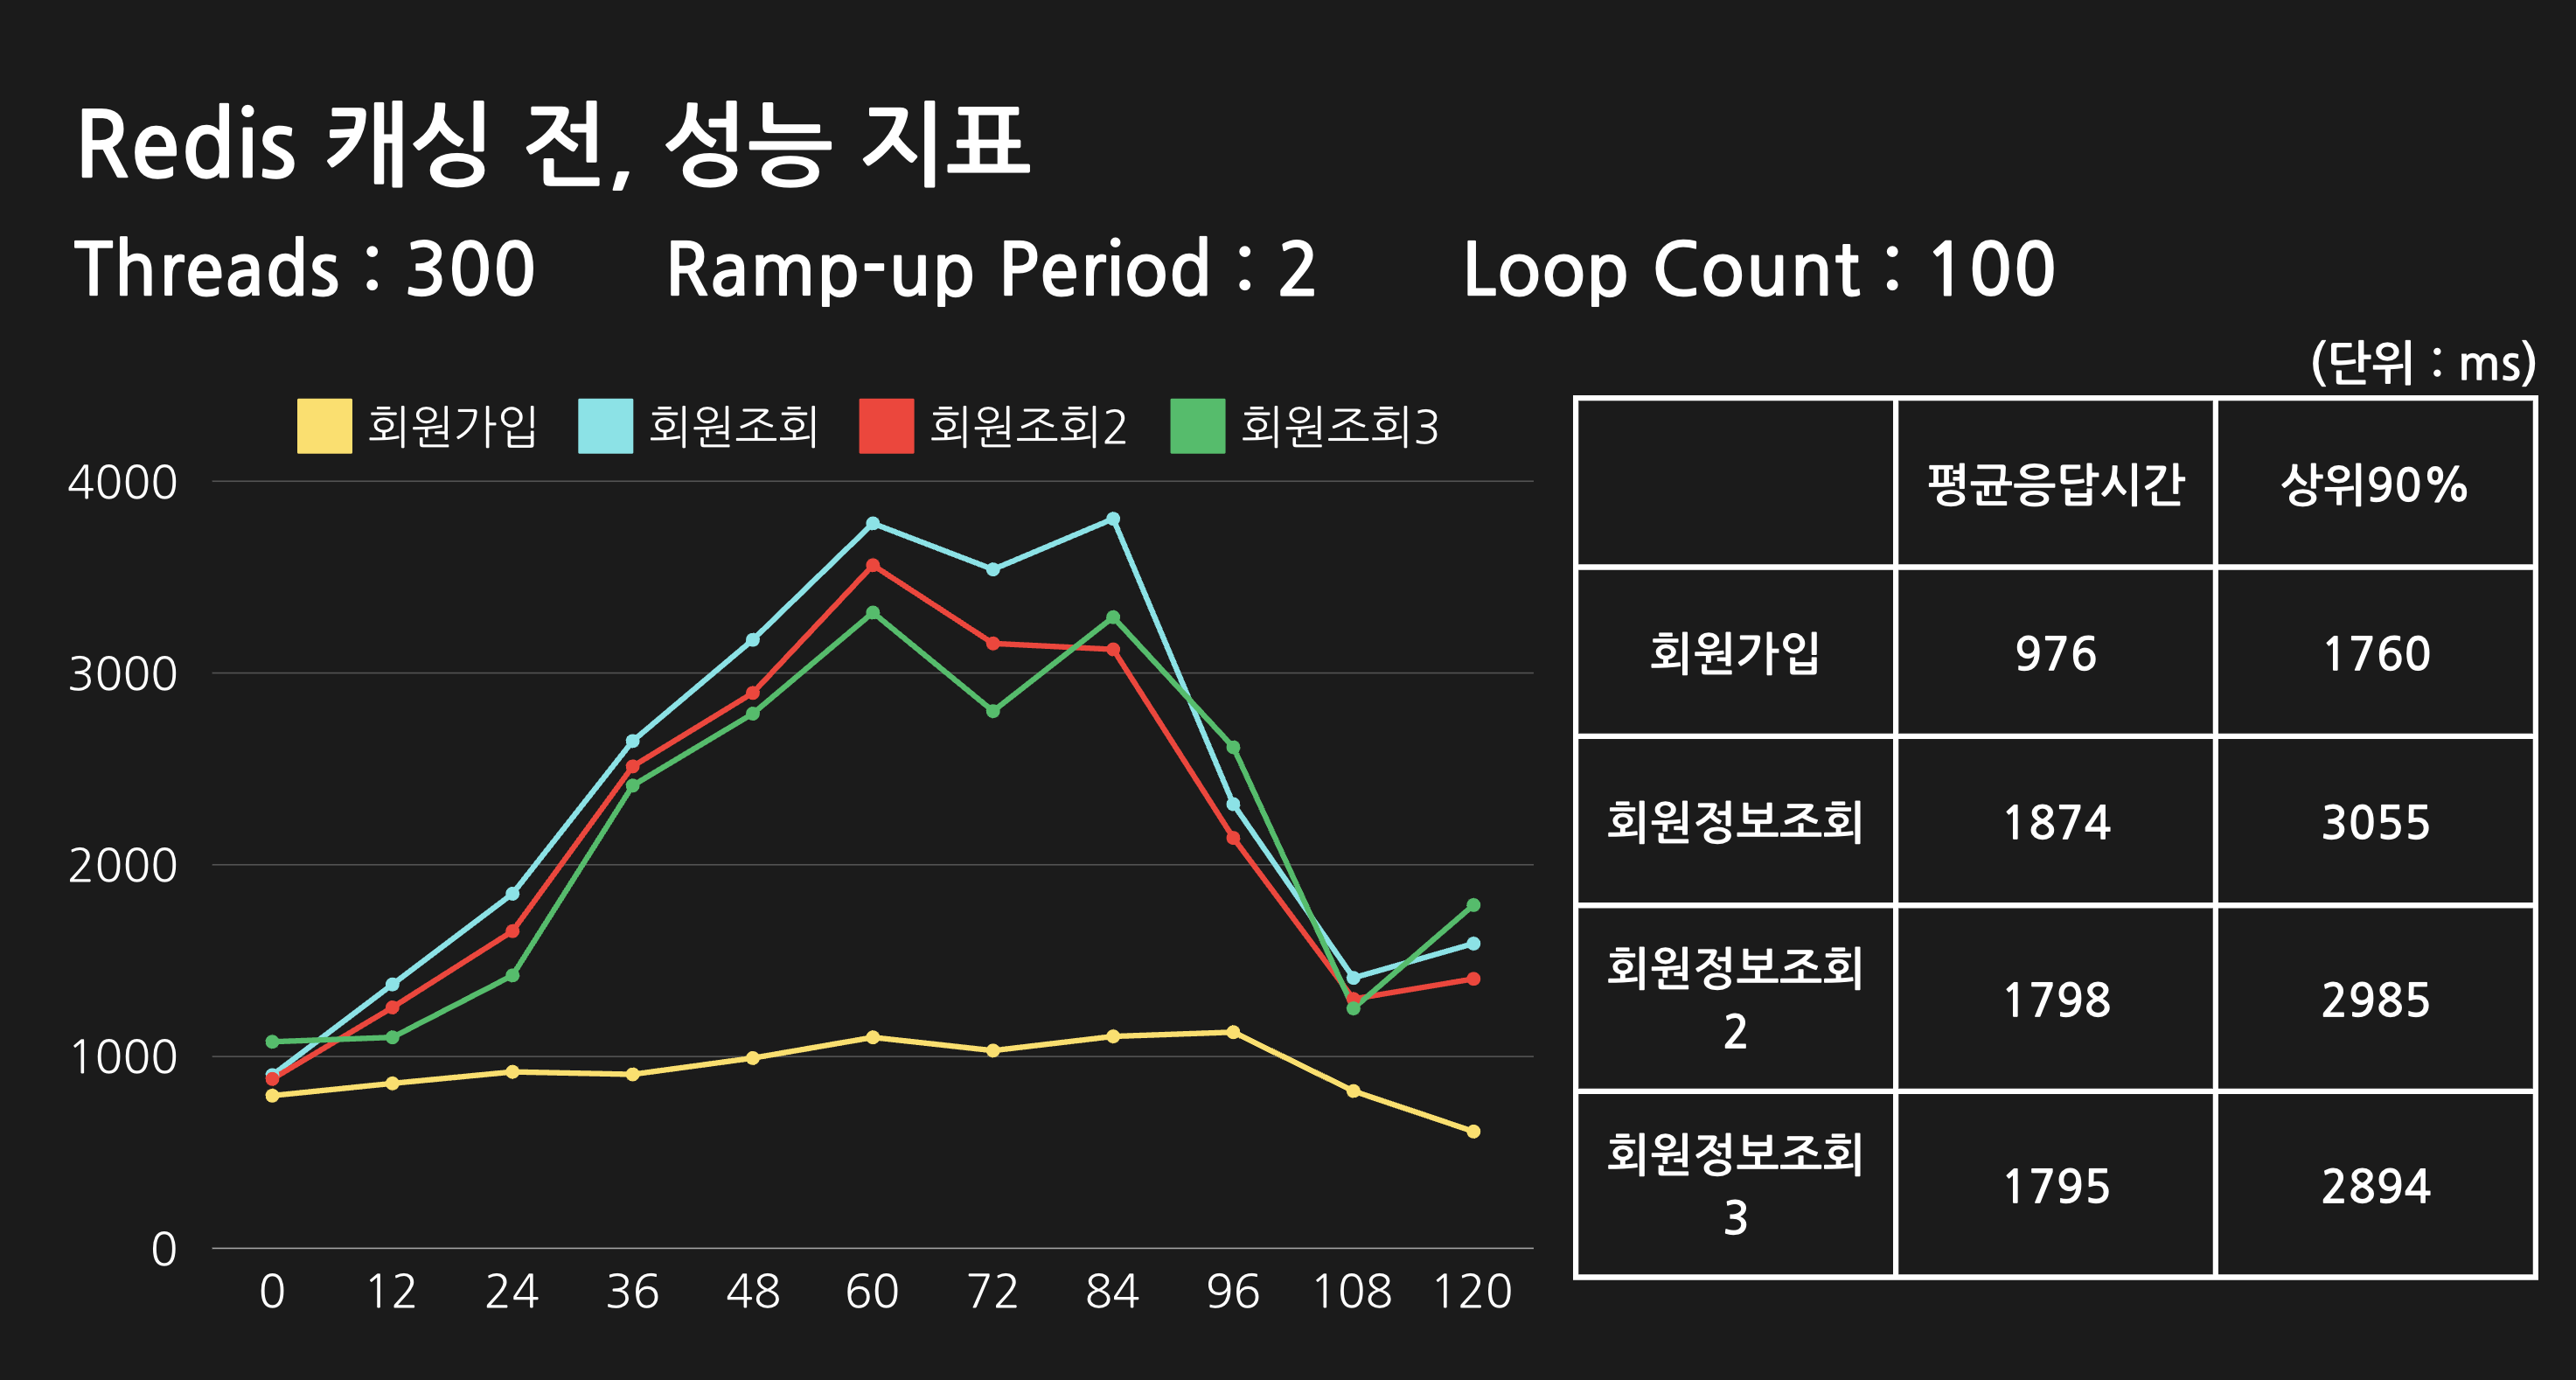 Redis 캐싱 전, 성능 지표
Threads : 300 Ramp-up Period : 2 Loop Count : 100
(단위 : ms)
회원가입 회원조회 회원조회2 회원조회3
4000
3000
2000
1000
0
0 12 24 36 48 60 72 84 96 108 120
평균응답시간 상위90%
회원가입 976 1760
회원정보조회 1874 3055
회원정보조회
2 1798 2985
회원정보조회
3 1795 2894